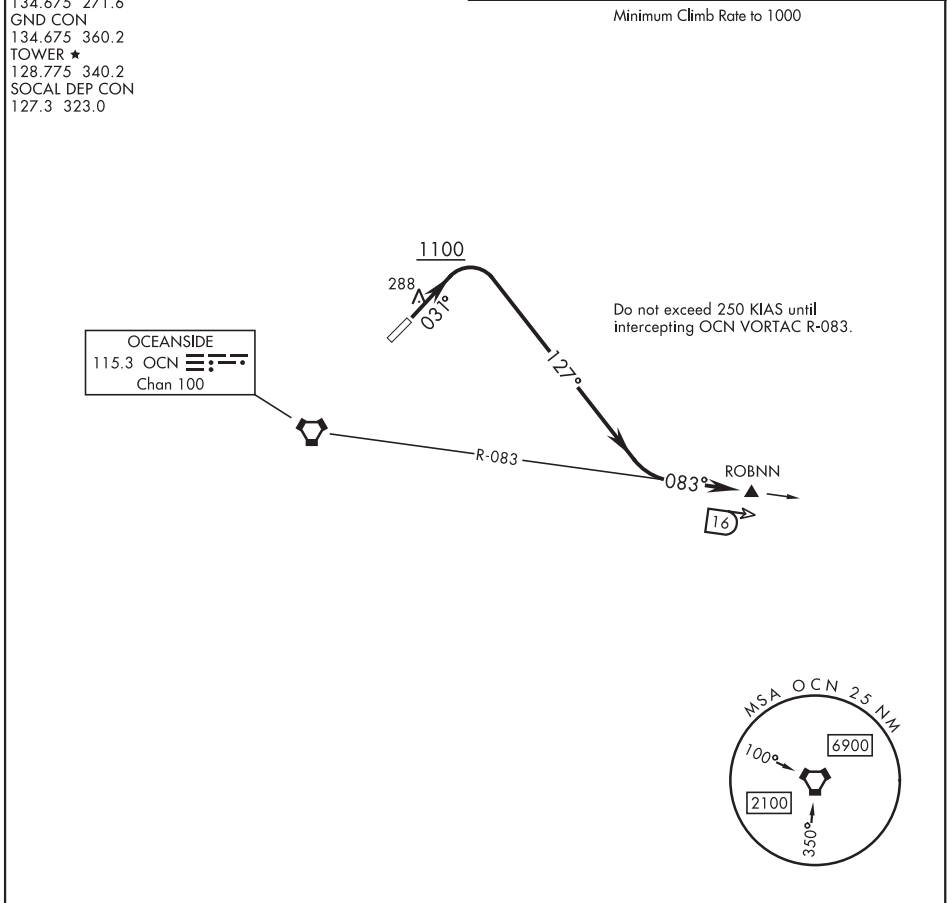 134.675 271.6
GND CON
134.675 360.2
TOWER ★
128.775 340.2
SOCAL DEP CON
127.3 323.0
Minimum Climb Rate to 1000
1100
288
031°
Do not exceed 250 KIAS until
intercepting OCN VORTAC R-083.
127°
OCEANSIDE
115.3 OCN
Chan 100
R-083
083°
ROBNN
16
MSA OCN 25 NM
100°
6900
2100
350°